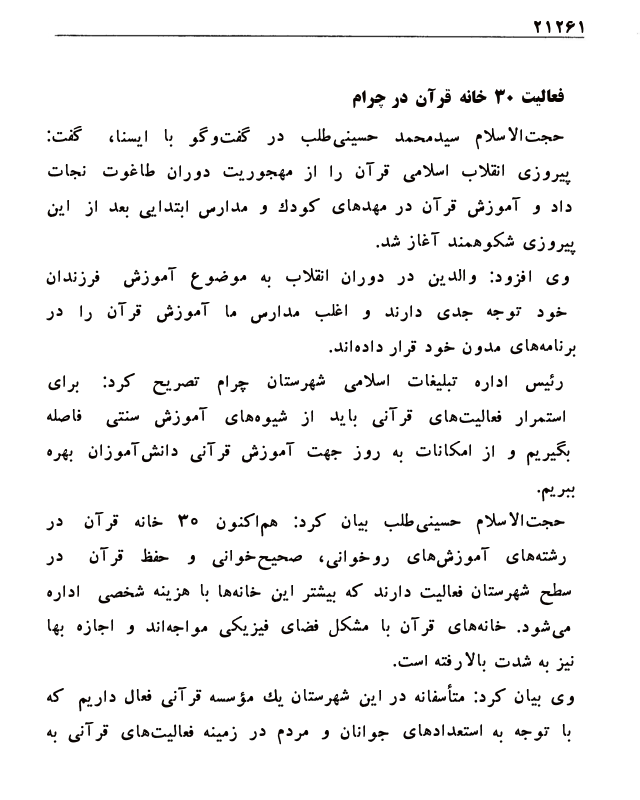 ۲۱۲۶۱
فعالیت ۳۰ خانه قرآن در چرام
حجت‌الاسلام سیدمحمد حسینی‌طلب در گفت‌وگو با ایسنا، گفت:
پیروزی انقلاب اسلامی قرآن را از مهجوریت دوران طاغوت نجات
داد و آموزش قرآن در مهدهای کودك و مدارس ابتدایی بعد از این
پیروزی شکوهمند آغاز شد.
وی افزود: والدین در دوران انقلاب به موضوع آموزش فرزندان
خود توجه جدی دارند و اغلب مدارس ما آموزش قرآن را در
برنامه‌های مدون خود قرار داده‌اند.
رئیس اداره تبلیغات اسلامی شهرستان چرام تصریح کرد: برای
استمرار فعالیت‌های قرآنی باید از شیوه‌های آموزش سنتی فاصله
بگیریم و از امکانات به روز جهت آموزش قرآنی دانش‌آموزان بهره
ببریم.
حجت‌الاسلام حسینی‌طلب بیان کرد: هم‌اکنون ۳۰ خانه قرآن در
رشته‌های آموزش‌های روخوانی، صحیح‌خوانی و حفظ قرآن در
سطح شهرستان فعالیت دارند که بیشتر این خانه‌ها با هزینه شخصی اداره
می‌شود. خانه‌های قرآن با مشکل فضای فیزیکی مواجه‌اند و اجازه بها
نیز به شدت بالا رفته است.
وی بیان کرد: متأسفانه در این شهرستان یك مؤسسه قرآنی فعال داریم که
با توجه به استعدادهای جوانان و مردم در زمینه فعالیت‌های قرآنی به